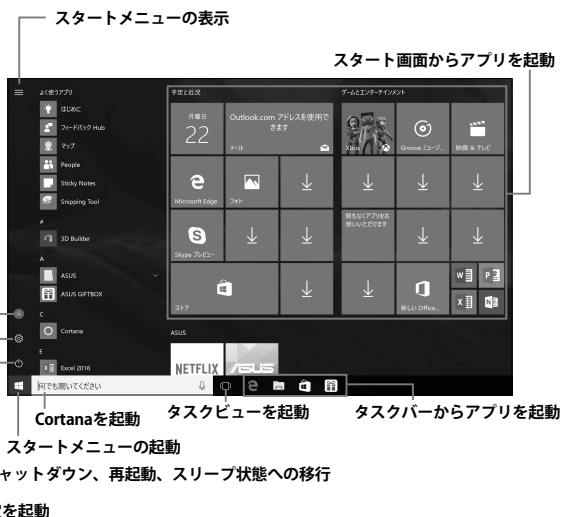 スタートメニューの表示
スタート画面からアプリを起動
よく使うアプリ
はじめに
フィードバック Hub
マップ
People
Sticky Notes
Snipping Tool
#
3D Builder
A
ASUS
ASUS GIFTBOX
C
Cortana
E
Excel 2016
予定と近況
月曜日
22
Outlook.com アドレスを使用で
きます
メール
Microsoft Edge
フォト
Skype プレビュー
ストア
ゲームとエンターテインメント
Xbox
Groove ミュージ...
映画 & テレビ
間もなくアプリをお
使いいただけます
新しい Office...
ASUS
NETFLIX
ASUS
何でも聞いてください
Cortanaを起動
タスクビューを起動
タスクバーからアプリを起動
スタートメニューの起動
ャットダウン、再起動、スリープ状態への移行
を起動